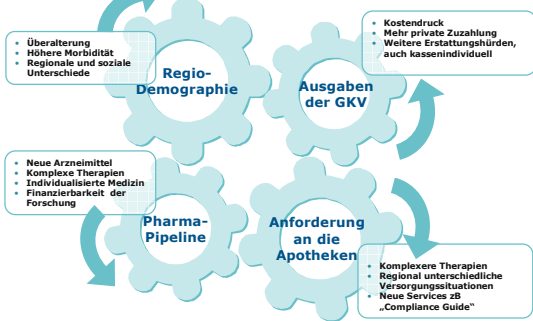 • Überalterung
• Höhere Morbidität
• Regionale und soziale
Unterschiede
Regio-
Demographie
• Kostendruck
• Mehr private Zuzahlung
• Weitere Erstattungshürden,
auch kassenindividuell
Ausgaben
der GKV
• Neue Arzneimittel
• Komplexe Therapien
• Individualisierte Medizin
• Finanzierbarkeit der
Forschung
Pharma-
Pipeline
Anforderung
an die
Apotheken
• Komplexere Therapien
• Regional unterschiedliche
Versorgungssituationen
• Neue Services zB
„Compliance Guide“